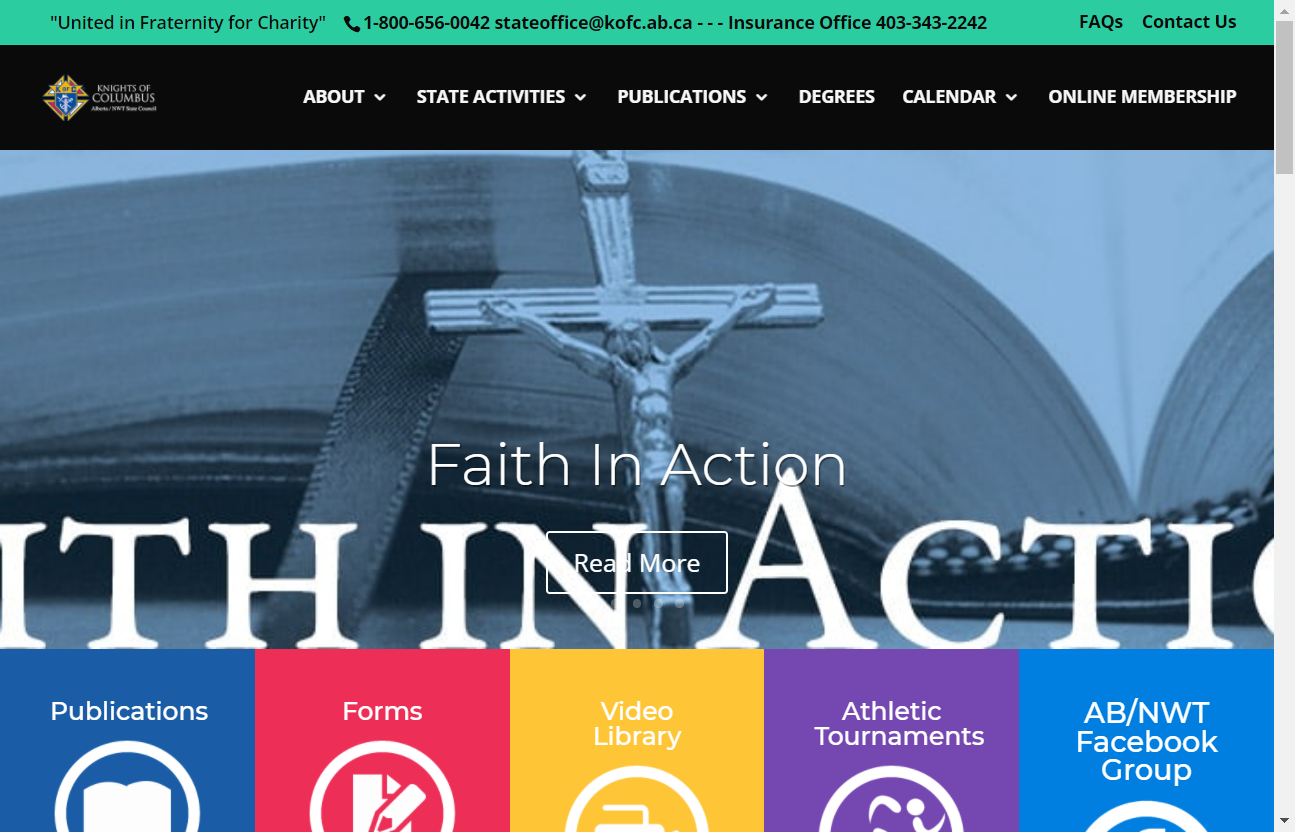 "United in Fraternity for Charity" 1-800-656-0042 stateoffice@kofc.ab.ca - - - Insurance Office 403-343-2242 FAQs Contact Us
KNIGHTS OF
COLUMBUS
Alberta / NWT State Council
ABOUT STATE ACTIVITIES PUBLICATIONS DEGREES CALENDAR ONLINE MEMBERSHIP
Faith In Action
ITH IN ACTIO
Read More
Publications
Forms
Video
Library
Athletic
Tournaments
AB/NWT
Facebook
Group